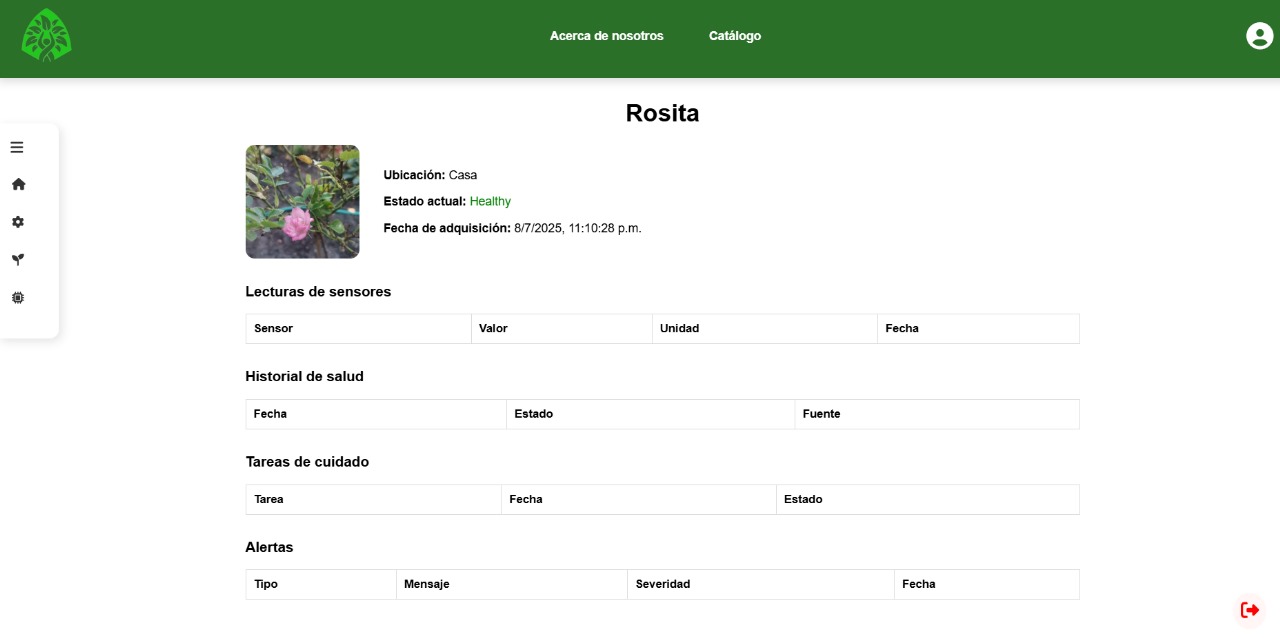 Acerca de nosotros Catálogo
Rosita
Ubicación: Casa
Estado actual: Healthy
Fecha de adquisición: 8/7/2025, 11:10:28 p.m.
Lecturas de sensores
Sensor Valor Unidad Fecha
Historial de salud
Fecha Estado Fuente
Tareas de cuidado
Tarea Fecha Estado
Alertas
Tipo Mensaje Severidad Fecha